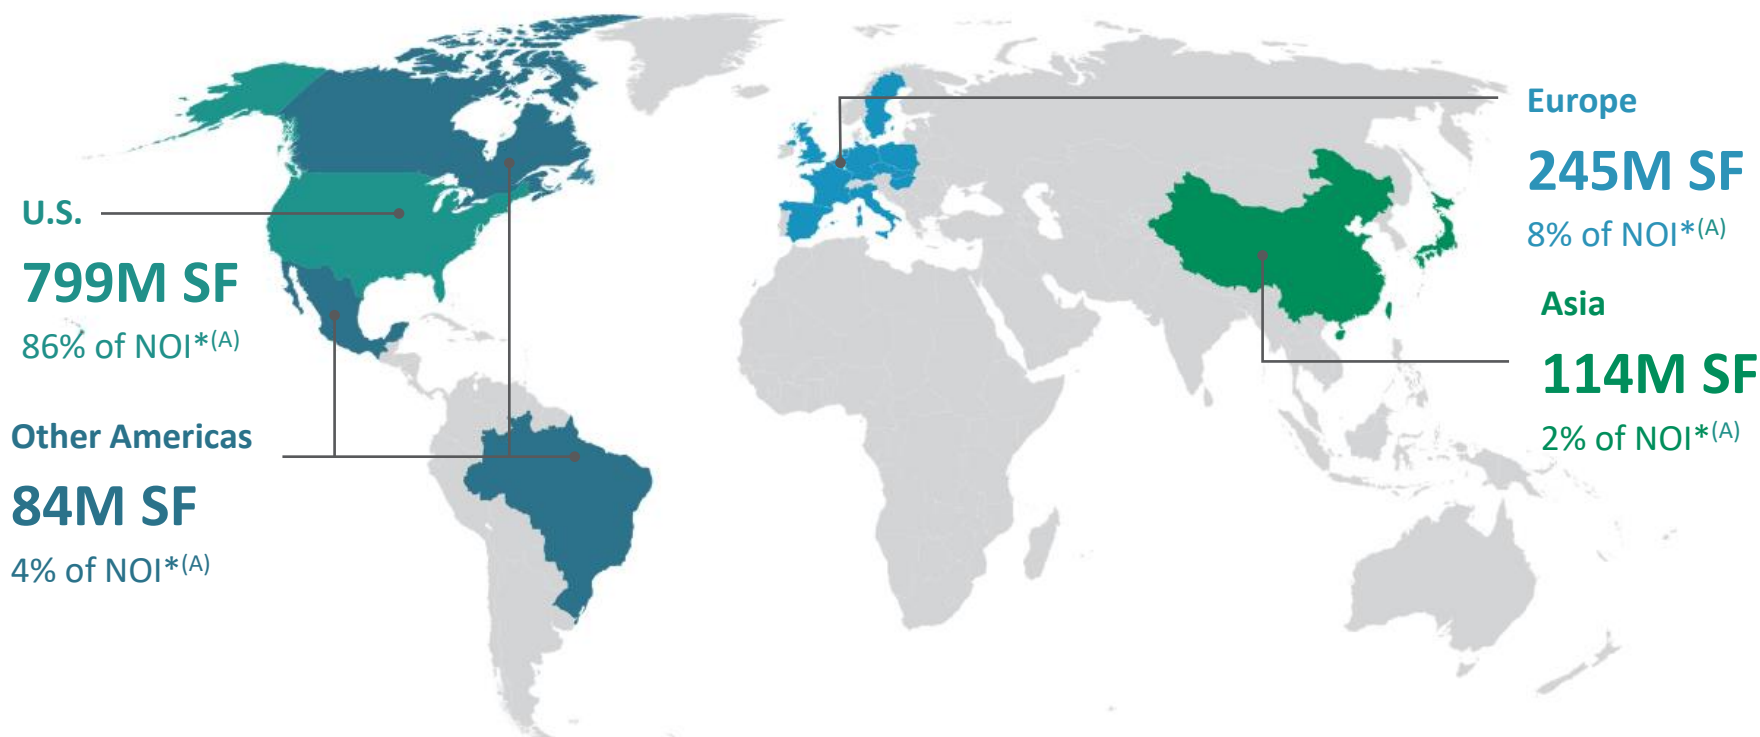 U.S.
799M SF
86% of NOI*(A)
Other Americas
84M SF
4% of NOI*(A)
Europe
245M SF
8% of NOI*(A)
Asia
114M SF
2% of NOI*(A)